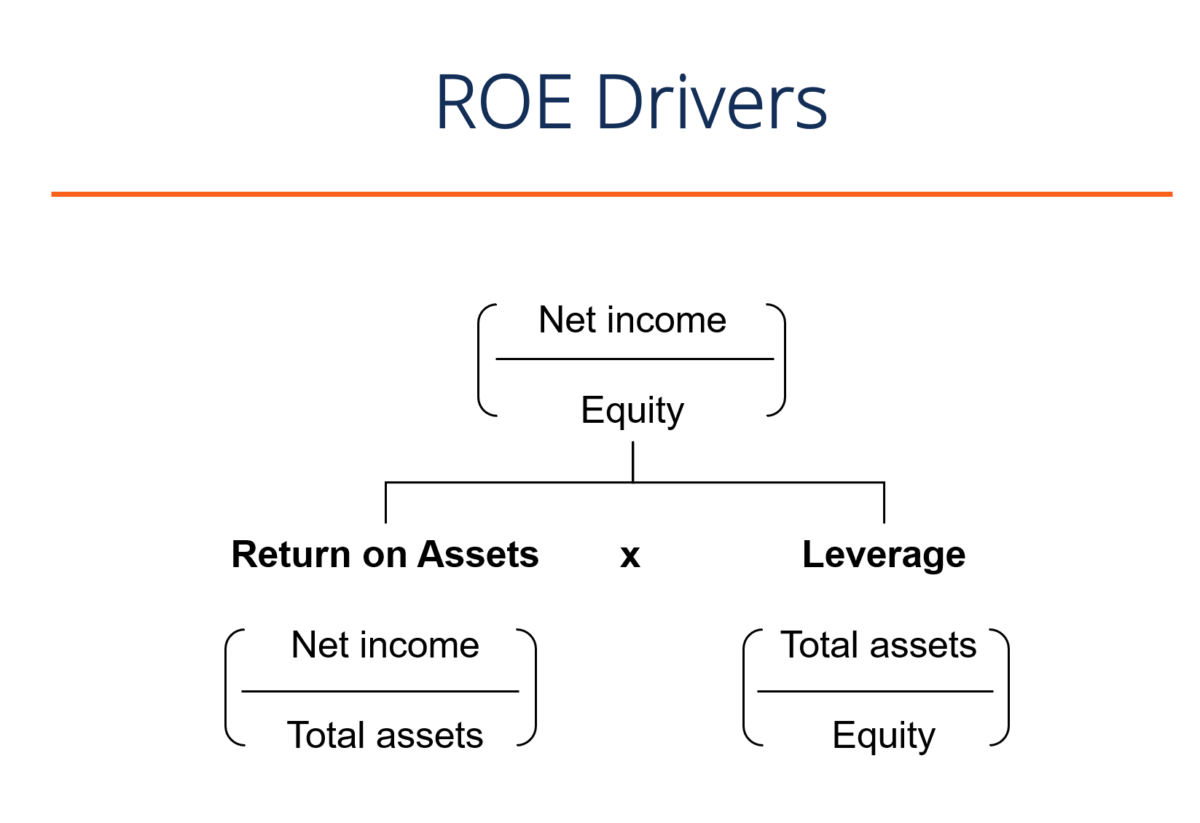 ROE Drivers
Net income
Equity
Return on Assets x Leverage
Net income Total assets
Total assets Equity